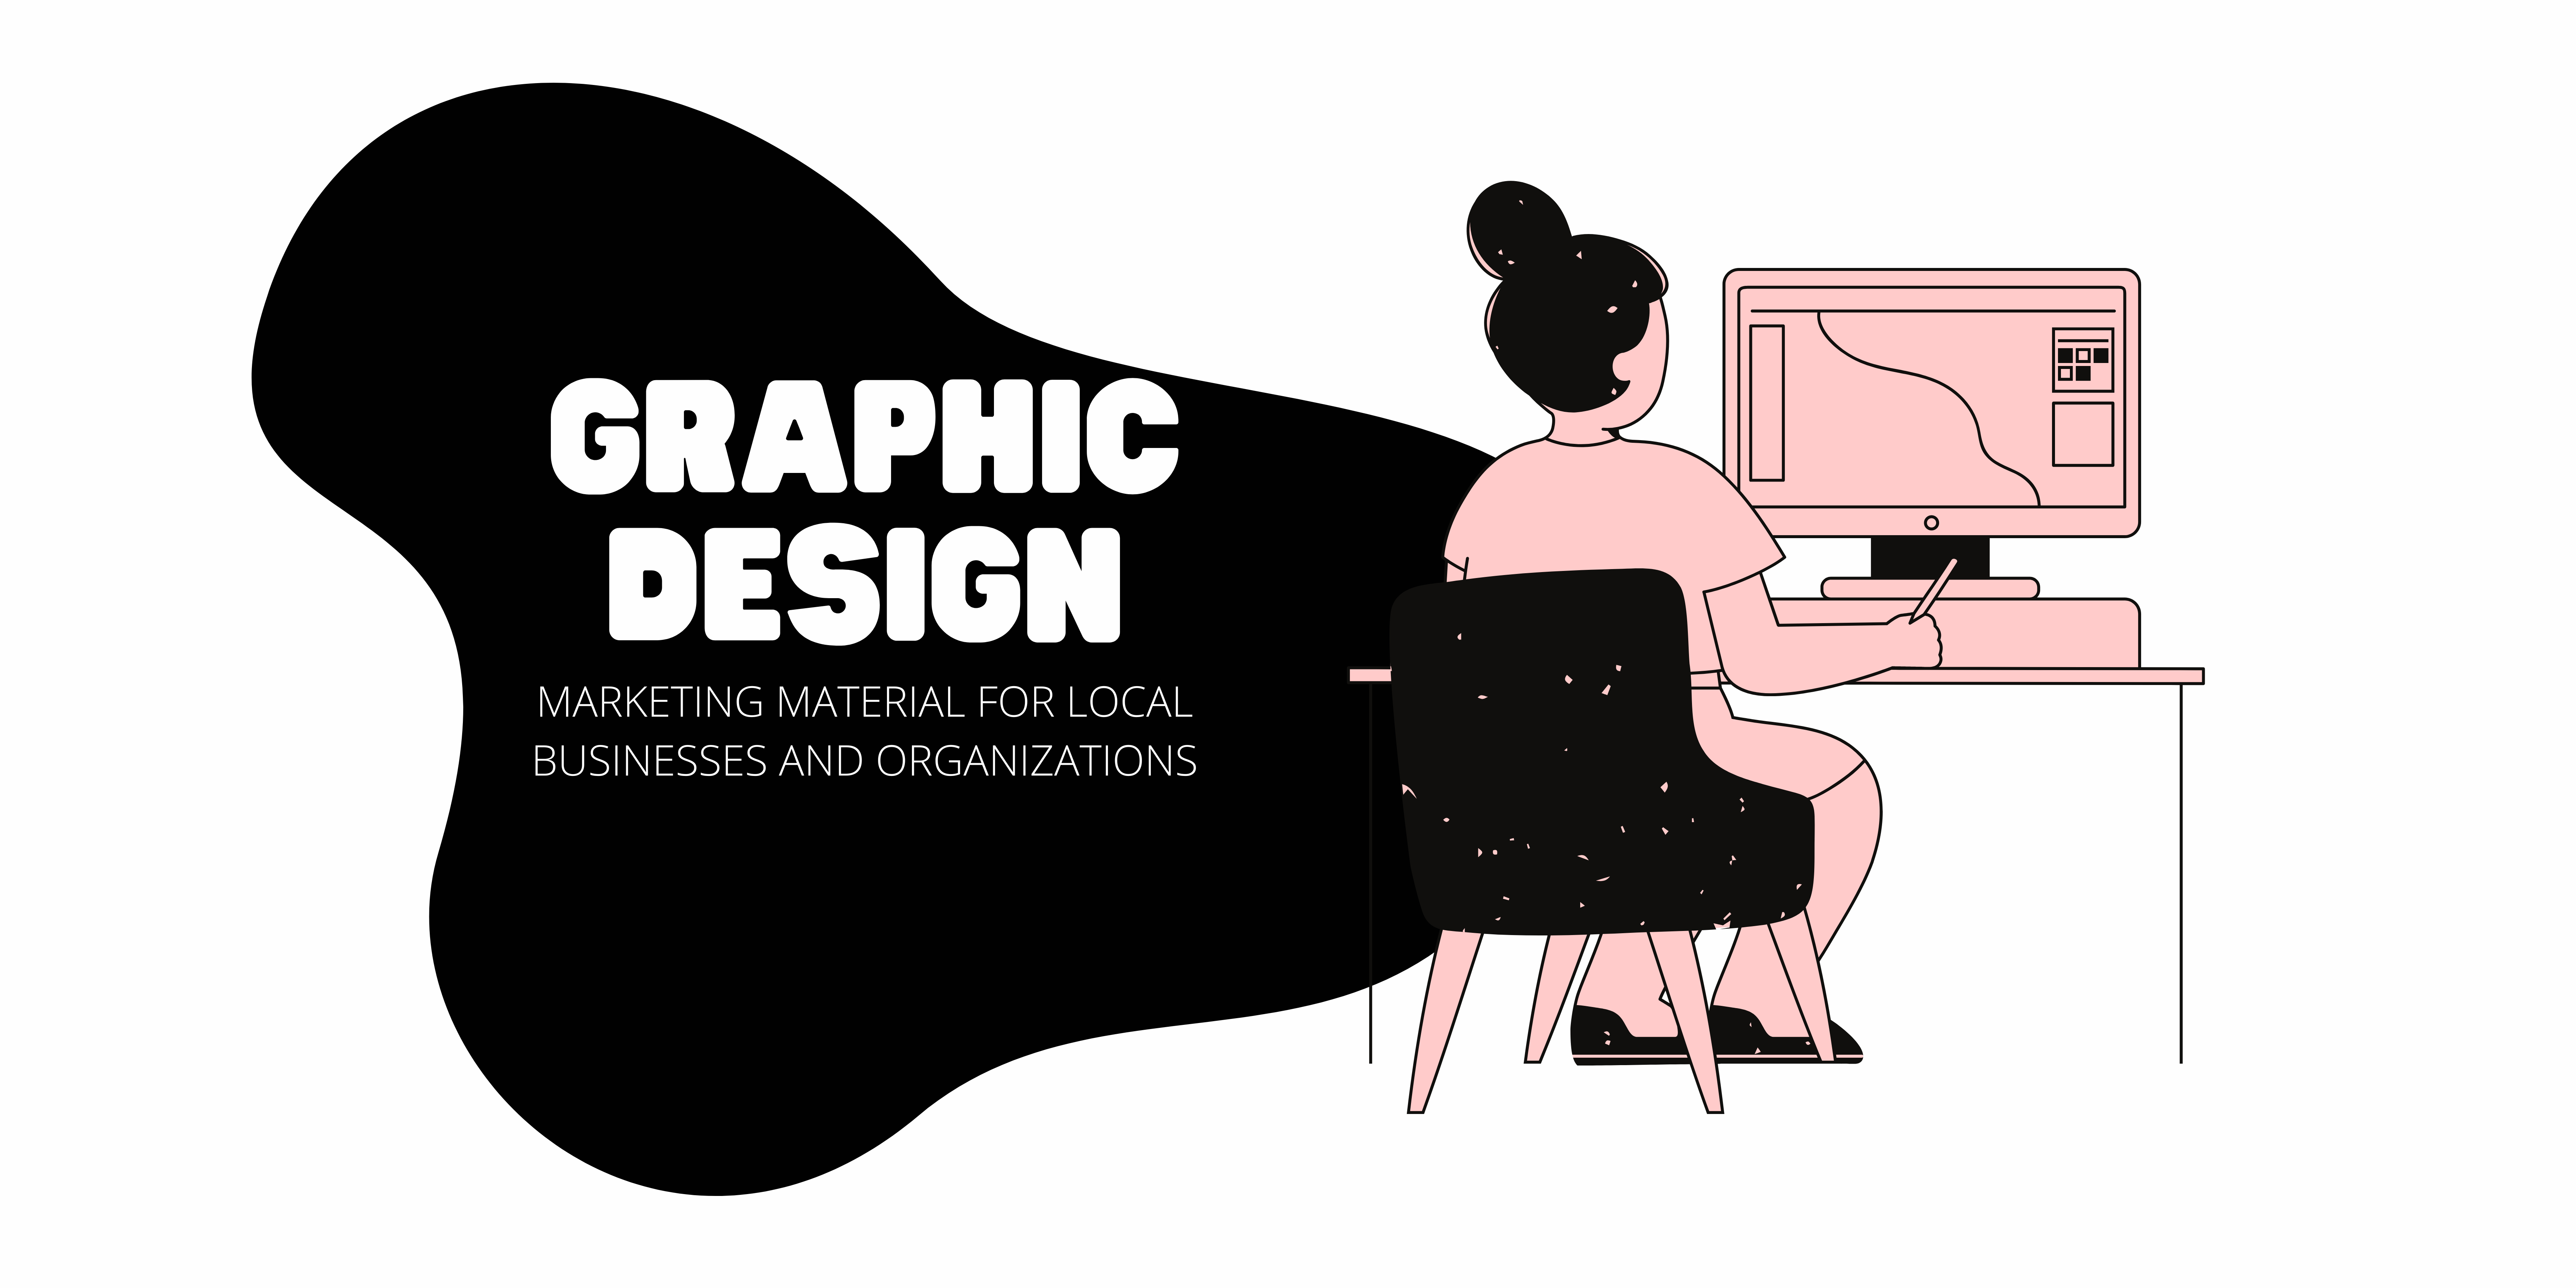 GRAPHIC
DESIGN
MARKETING MATERIAL FOR LOCAL
BUSINESSES AND ORGANIZATIONS